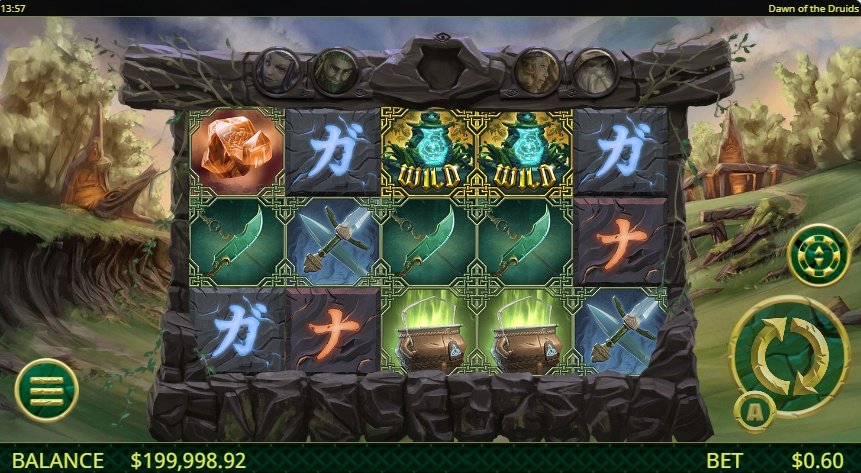 13:57 Dawn of the Druids
ガ WILD WILD ガ
ナ
ガ ナ
A
BALANCE $199,998.92 BET $0.60